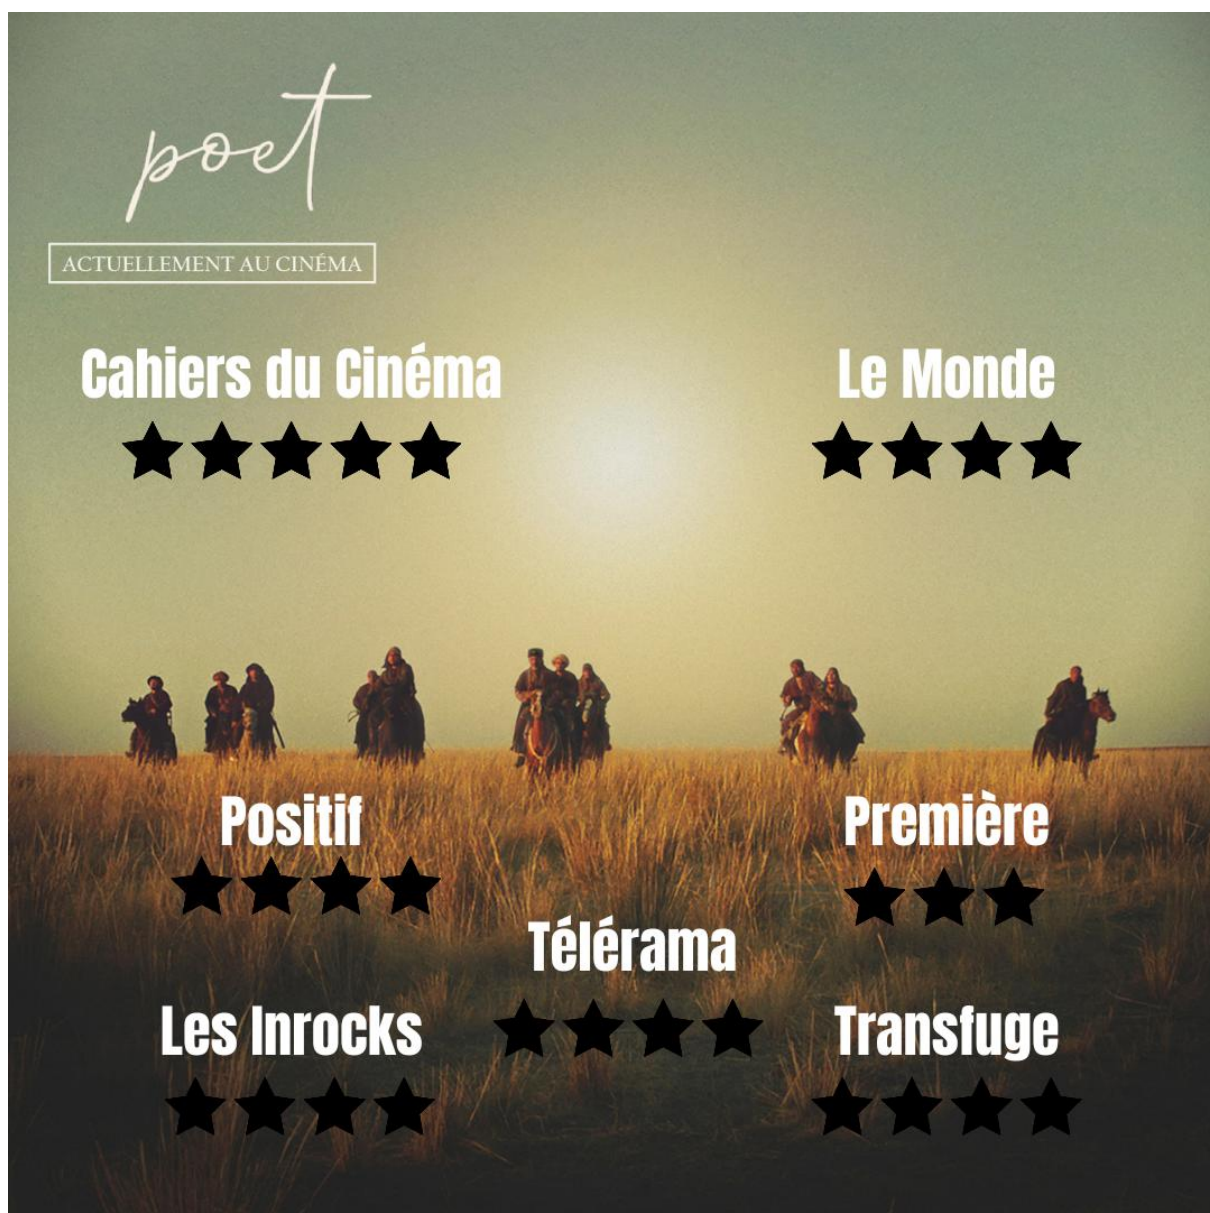 poet
ACTUELLEMENT AU CINÉMA
Cahiers du Cinéma
Le Monde
Positif
Première
Télérama
Les Inrocks
Transfuge